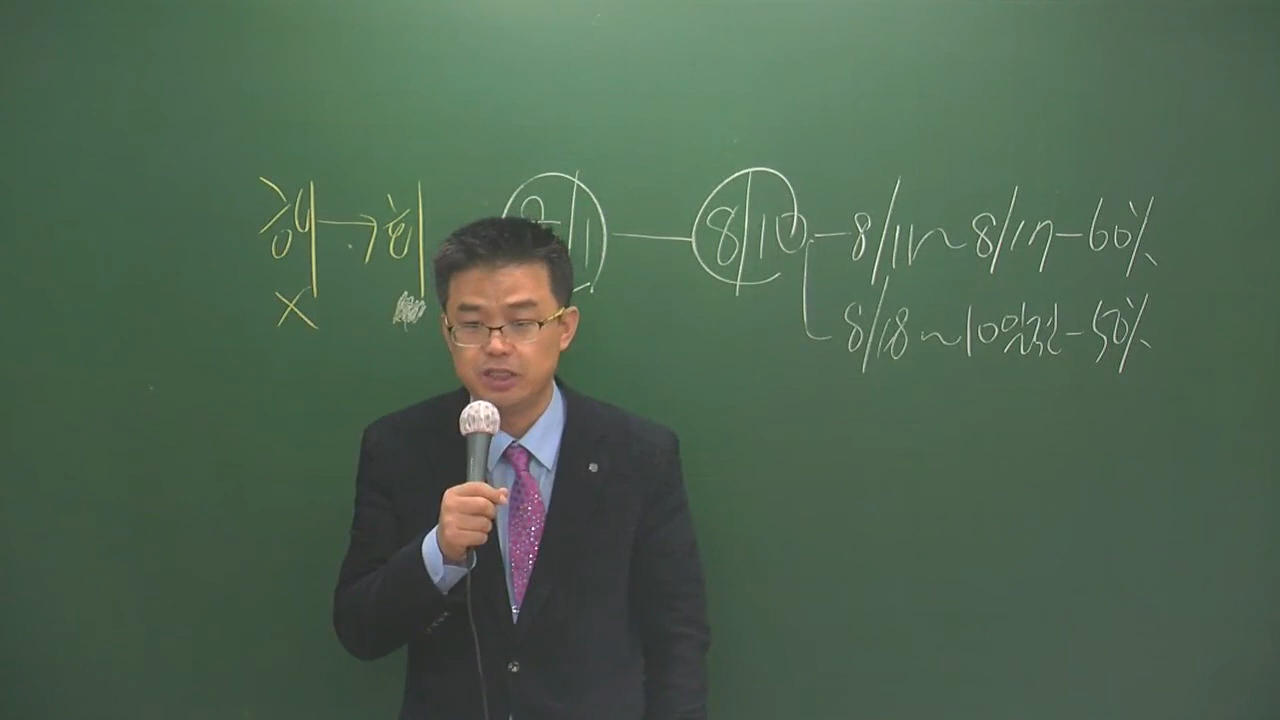 해 → 회 8/10 - 8/11 ~ 8/17 - 60%
X 8/18 ~ 10일전 - 50%